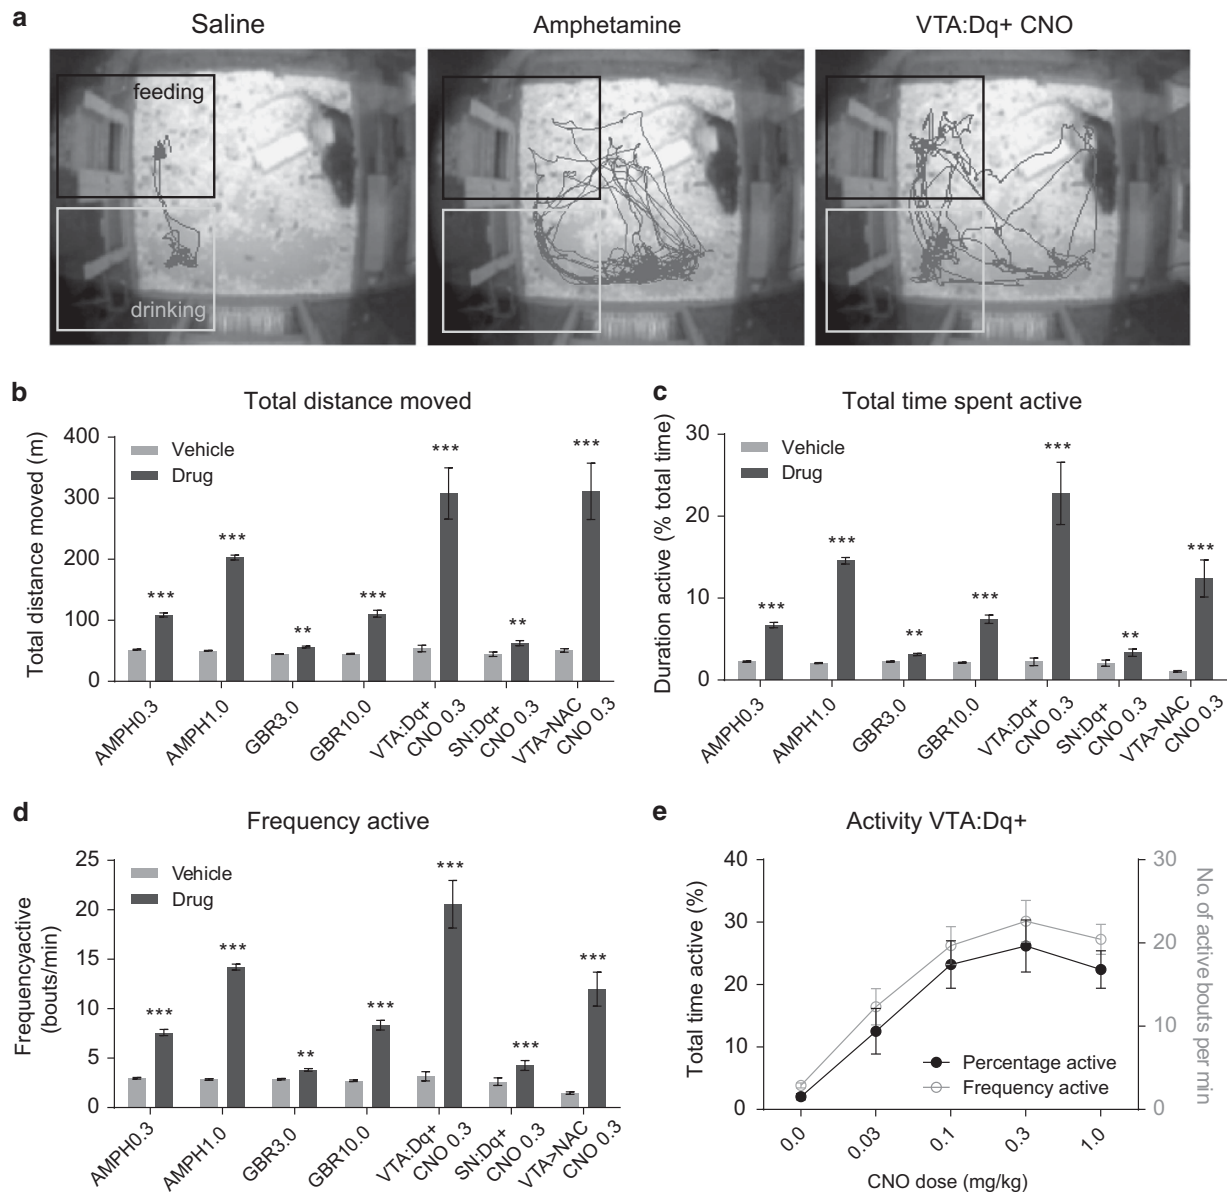 a
Saline
Amphetamine
VTA:Dq+ CNO
feeding
drinking
b
Total distance moved
Total distance moved (m)
400
300
200
100
0
Vehicle
Drug
***
***
**
***
***
**
***
AMPH0.3
AMPH1.0
GBR3.0
GBR10.0
VTA:Dq+
CNO 0.3
SN:Dq+
CNO 0.3
VTA>NAC
CNO 0.3
c
Total time spent active
Duration active (% total time)
30
20
10
0
Vehicle
Drug
***
***
**
***
***
**
***
AMPH0.3
AMPH1.0
GBR3.0
GBR10.0
VTA:Dq+
CNO 0.3
SN:Dq+
CNO 0.3
VTA>NAC
CNO 0.3
d
Frequency active
Frequencyactive
(bouts/min)
25
20
15
10
5
0
Vehicle
Drug
***
***
**
***
***
***
***
AMPH0.3
AMPH1.0
GBR3.0
GBR10.0
VTA:Dq+
CNO 0.3
SN:Dq+
CNO 0.3
VTA>NAC
CNO 0.3
e
Activity VTA:Dq+
Total time active (%)
40
30
20
10
0
30
20
10
0
No. of active bouts per min
Percentage active
Frequency active
0.0
0.03
0.1
0.3
1.0
CNO dose (mg/kg)